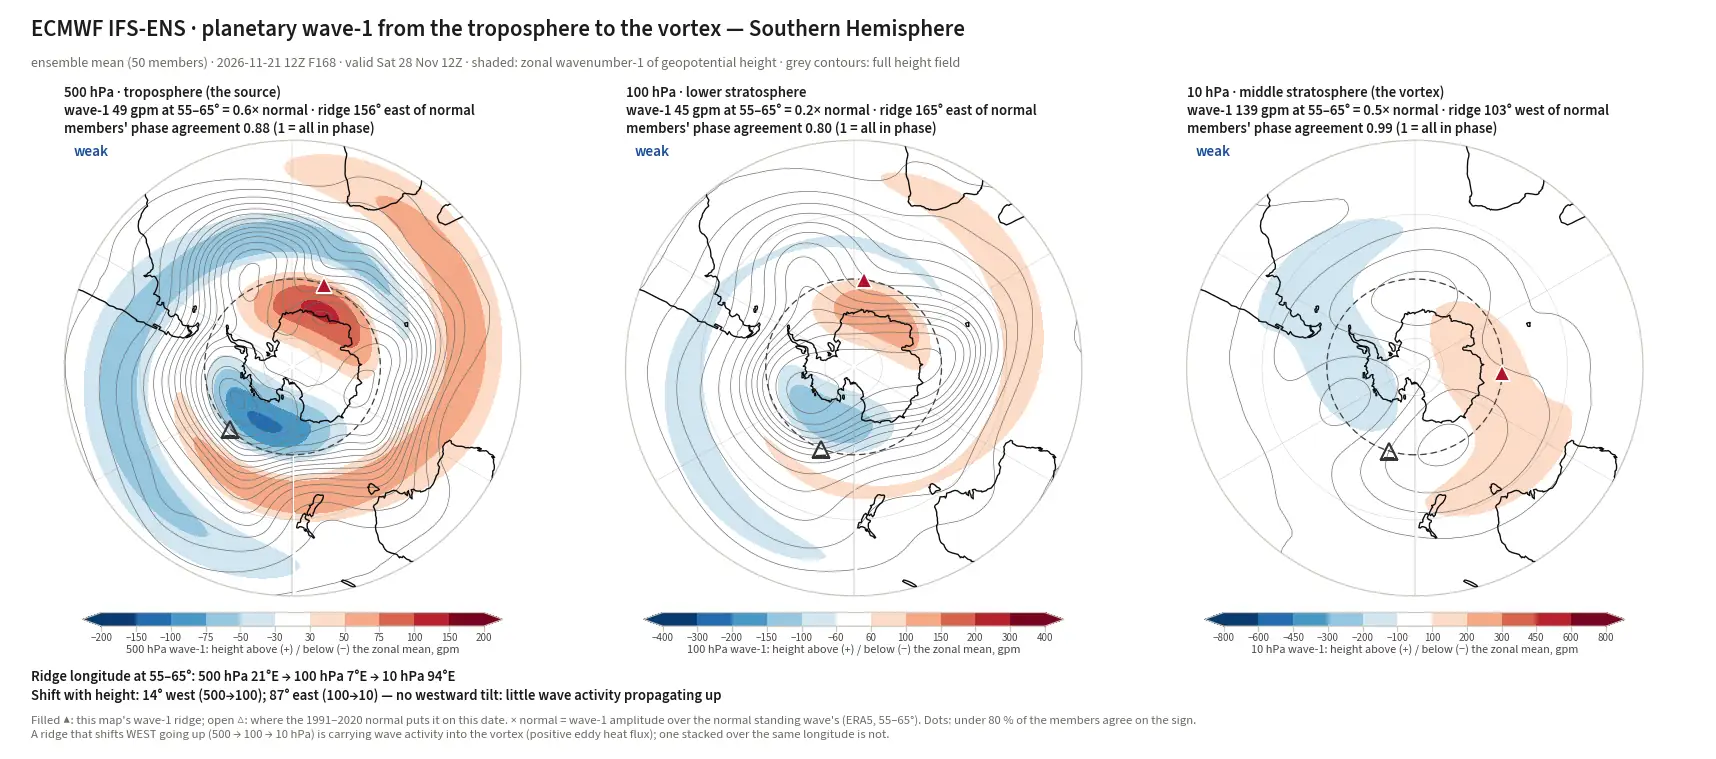 ECMWF IFS-ENS · planetary wave-1 from the troposphere to the vortex — Southern Hemisphere
ensemble mean (50 members) · 2026-11-21 12Z F168 · valid Sat 28 Nov 12Z · shaded: zonal wavenumber-1 of geopotential height · grey contours: full height field
500 hPa · troposphere (the source)
wave-1 49 gpm at 55–65° = 0.6× normal · ridge 156° east of normal
members' phase agreement 0.88 (1 = all in phase)
weak
100 hPa · lower stratosphere
wave-1 45 gpm at 55–65° = 0.2× normal · ridge 165° east of normal
members' phase agreement 0.80 (1 = all in phase)
weak
10 hPa · middle stratosphere (the vortex)
wave-1 139 gpm at 55–65° = 0.5× normal · ridge 103° west of normal
members' phase agreement 0.99 (1 = all in phase)
weak
−200 −150 −100 −75 −50 −30 30 50 75 100 150 200
500 hPa wave-1: height above (+) / below (−) the zonal mean, gpm
−400 −300 −200 −150 −100 −60 60 100 150 200 300 400
100 hPa wave-1: height above (+) / below (−) the zonal mean, gpm
−800 −600 −450 −300 −200 −100 100 200 300 450 600 800
10 hPa wave-1: height above (+) / below (−) the zonal mean, gpm
Ridge longitude at 55–65°: 500 hPa 21°E → 100 hPa 7°E → 10 hPa 94°E
Shift with height: 14° west (500→100); 87° east (100→10) — no westward tilt: little wave activity propagating up
Filled ▲: this map's wave-1 ridge; open △: where the 1991–2020 normal puts it on this date. × normal = wave-1 amplitude over the normal standing wave's (ERA5, 55–65°). Dots: under 80 % of the members agree on the sign.
A ridge that shifts WEST going up (500 → 100 → 10 hPa) is carrying wave activity into the vortex (positive eddy heat flux); one stacked over the same longitude is not.